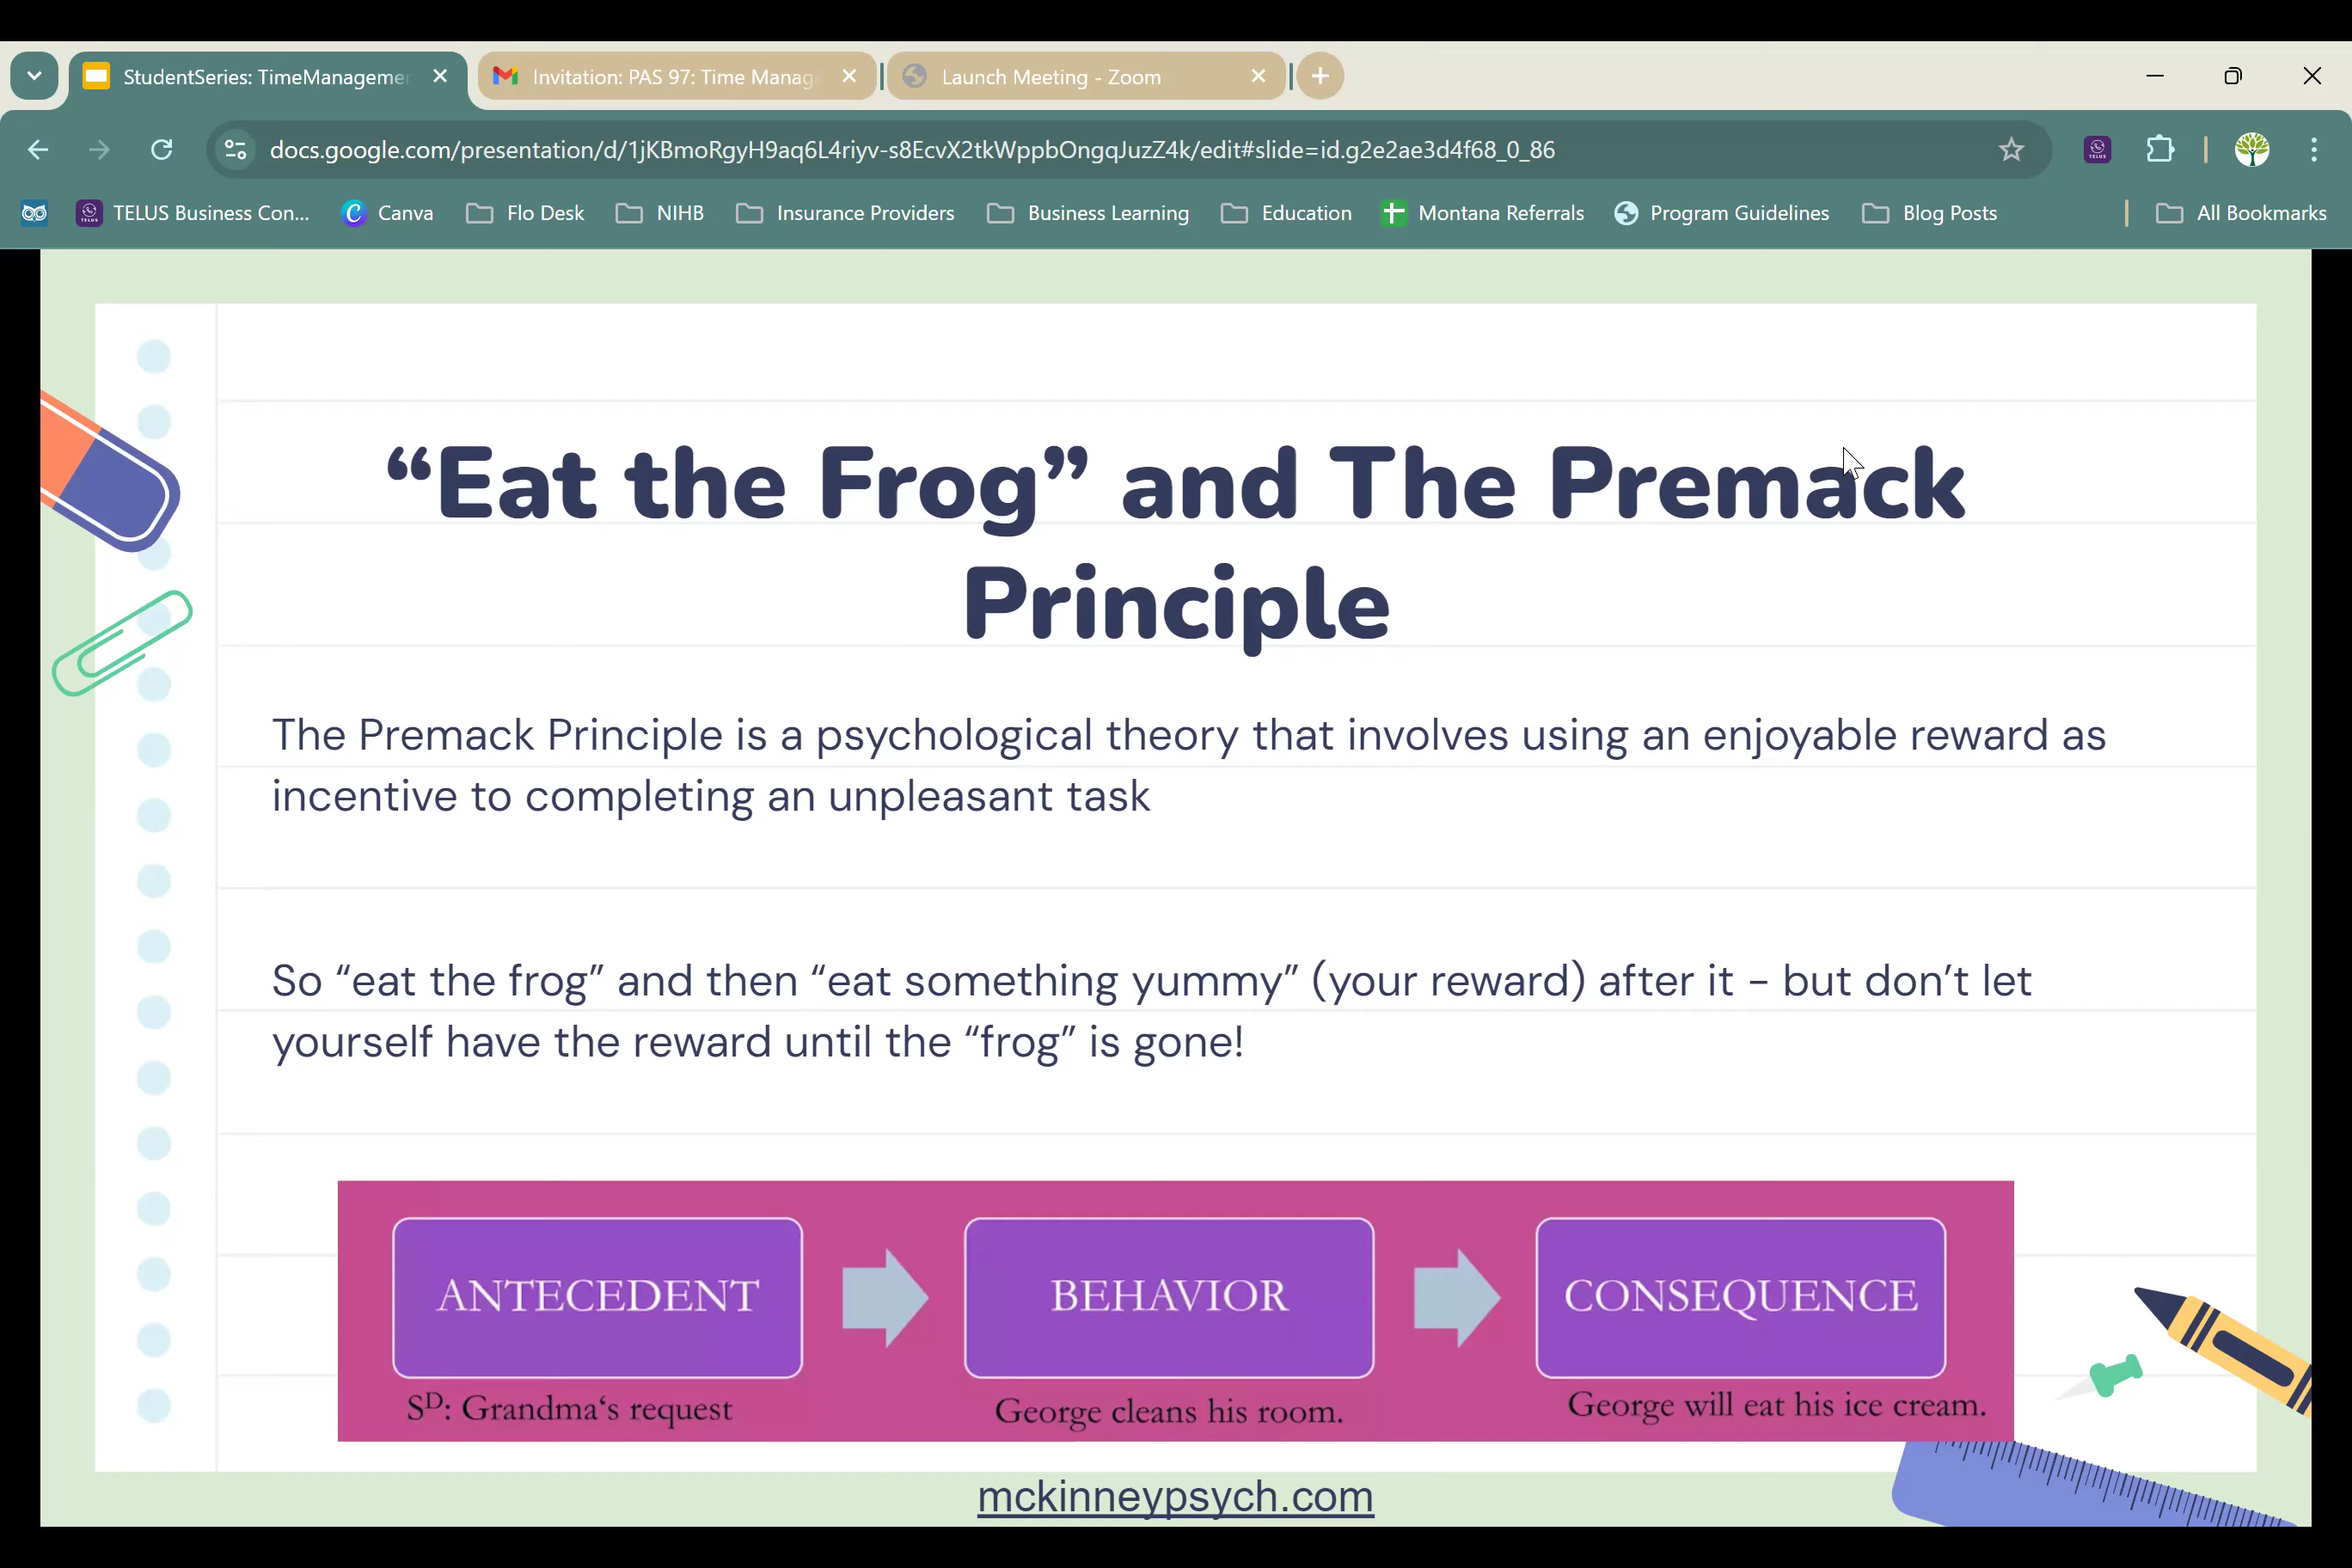 StudentSeries: TimeManagemen
Invitation: PAS 97: Time Manag
Launch Meeting - Zoom
docs.google.com/presentation/d/1jKBmoRgyH9aq6L4riyv-s8EcvX2tkWppbOngqJuzZ4k/edit#slide=id.g2e2ae3d4f68_0_86
TELUS
TELUS Business Con...
Canva
Flo Desk
NIHB
Insurance Providers
Business Learning
Education
Montana Referrals
Program Guidelines
Blog Posts
All Bookmarks
“Eat the Frog” and The Premack
Principle
The Premack Principle is a psychological theory that involves using an enjoyable reward as
incentive to completing an unpleasant task
So “eat the frog” and then “eat something yummy” (your reward) after it - but don’t let
yourself have the reward until the “frog” is gone!
ANTECEDENT
BEHAVIOR
CONSEQUENCE
Sᴰ: Grandma‘s request
George cleans his room.
George will eat his ice cream.
mckinneypsych.com